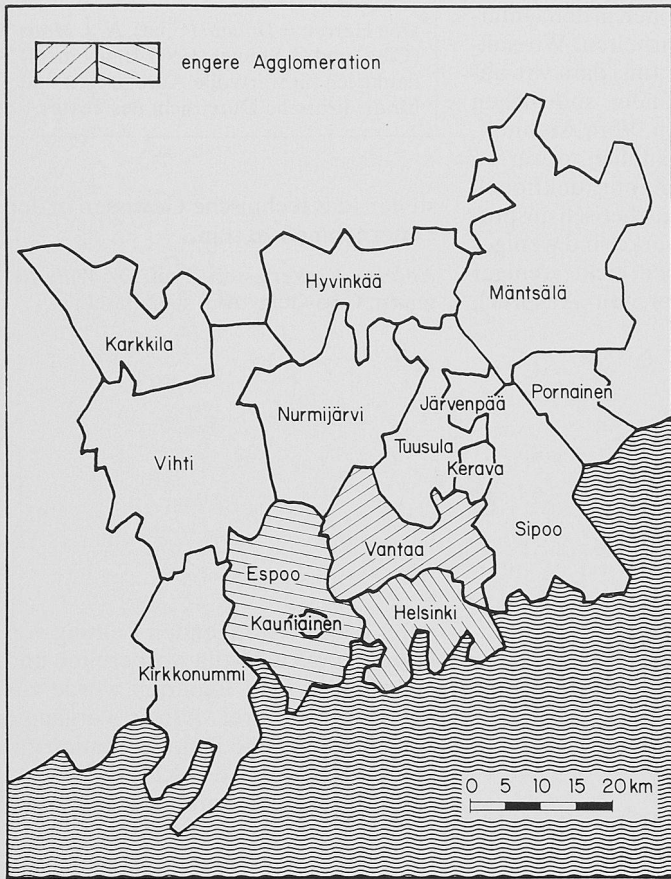 engere Agglomeration
Hyvinkää
Mäntsälä
Karkkila
Pornainen
Järvenpää
Nurmijärvi
Tuusula
Kerava
Vihti
Sipoo
Vantaa
Espoo
Helsinki
Kauniainen
Kirkkonummi
0 5 10 15 20 km